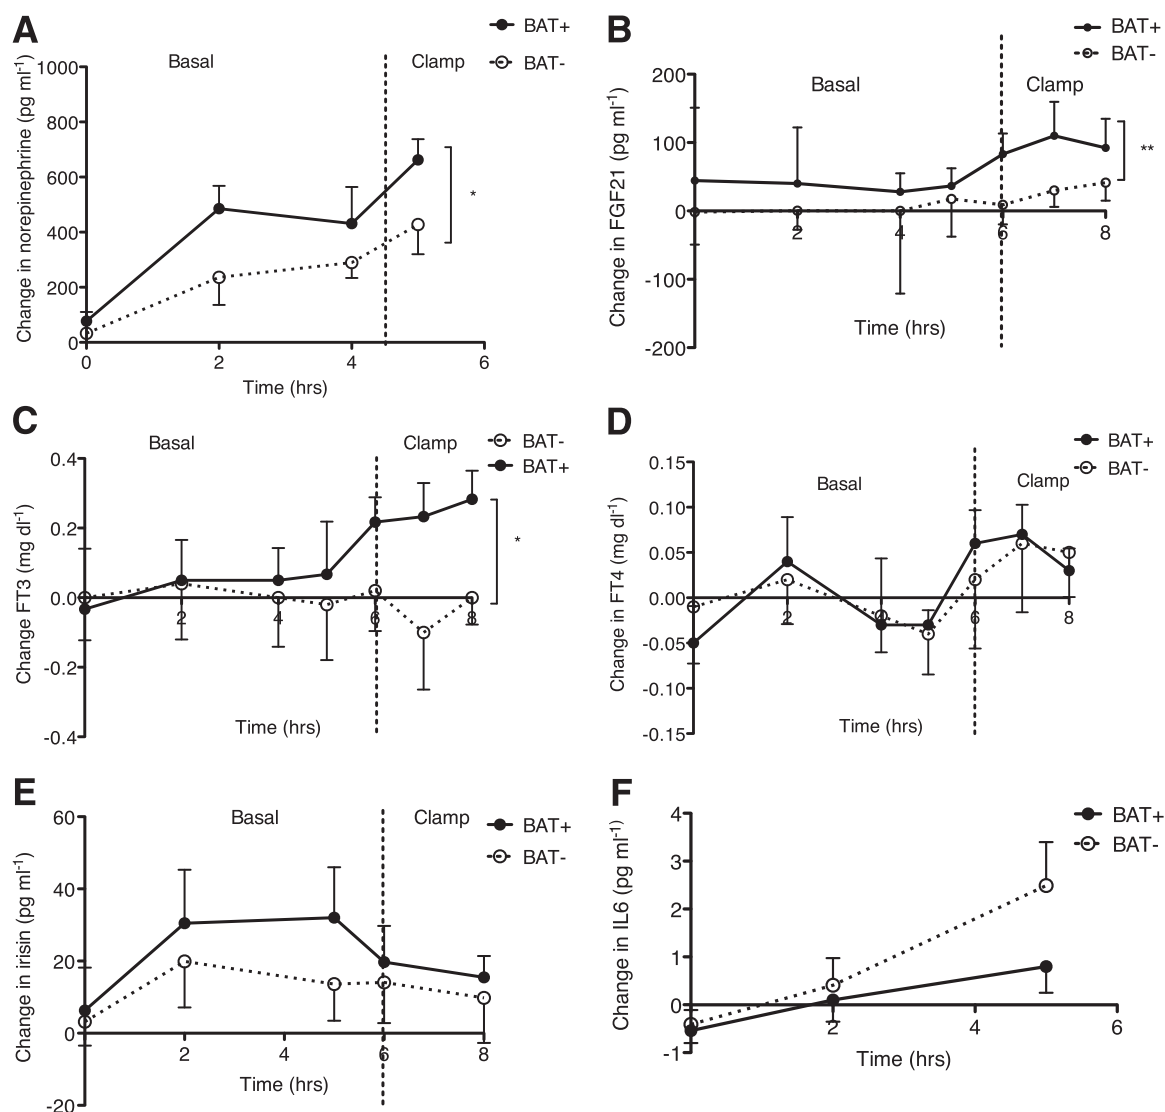 A
BAT+
BAT-
Basal
Clamp
Change in norepinephrine (pg ml-1)
1000
800
600
400
200
0
*
0 2 4 6
Time (hrs)
B
BAT+
BAT-
Basal
Clamp
Change in FGF21 (pg ml-1)
200
100
0
-100
-200
**
2 4 6 8
Time (hrs)
C
BAT-
BAT+
Basal
Clamp
Change FT3 (mg dl-1)
0.4
0.2
0.0
-0.2
-0.4
*
2 4 6 8
Time (hrs)
D
BAT+
BAT-
Basal
Clamp
Change in FT4 (mg dl-1)
0.15
0.10
0.05
0.00
-0.05
-0.10
-0.15
2 4 6 8
Time (hrs)
E
BAT+
BAT-
Basal
Clamp
Change in irisin (pg ml-1)
60
40
20
0
-20
2 4 6 8
Time (hrs)
F
BAT+
BAT-
Change in IL6 (pg ml-1)
4
3
2
1
0
-1
2 4 6
Time (hrs)